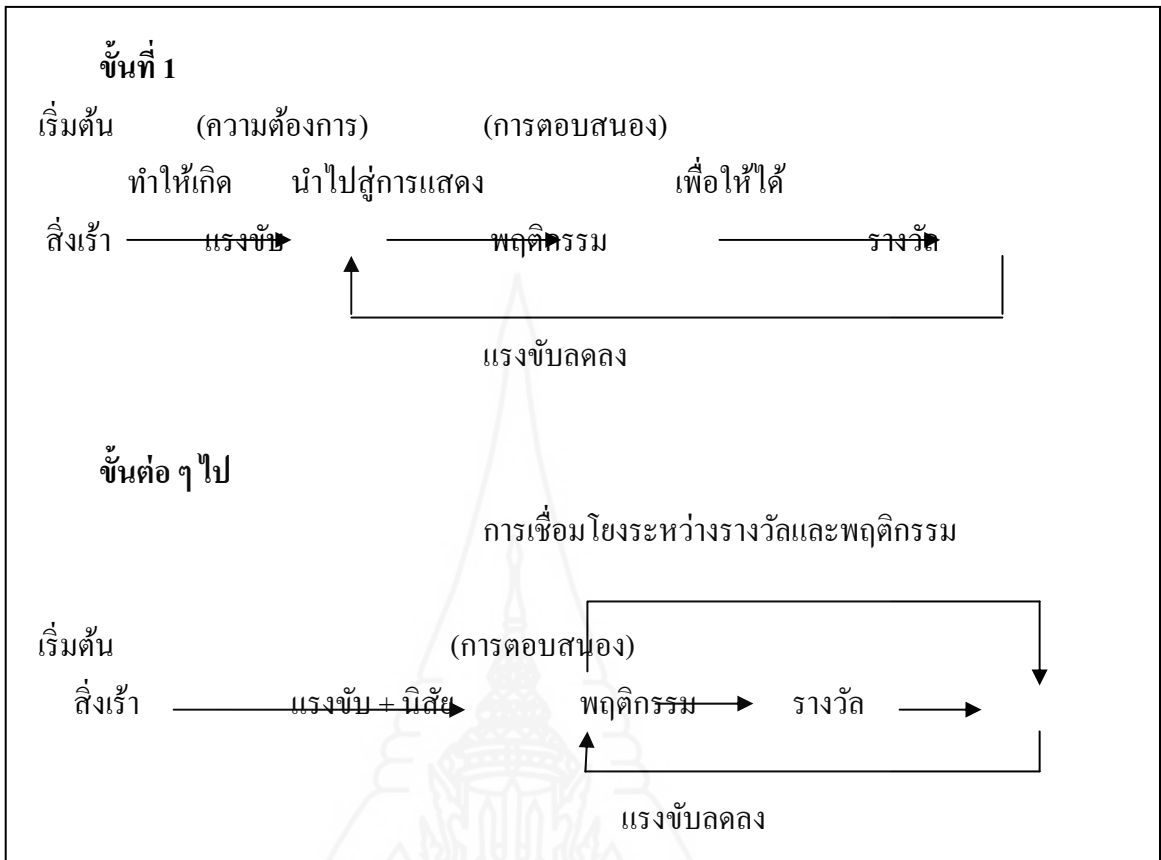 ขั้นที่ 1
เริ่มต้น (ความต้องการ) (การตอบสนอง)
ทำให้เกิด นำไปสู่การแสดง เพื่อให้ได้
สิ่งเร้า แรงขับ พฤติกรรม รางวัล
แรงขับลดลง
ขั้นต่อ ๆ ไป
การเชื่อมโยงระหว่างรางวัลและพฤติกรรม
เริ่มต้น (การตอบสนอง)
สิ่งเร้า แรงขับ + นิสัย พฤติกรรม รางวัล
แรงขับลดลง